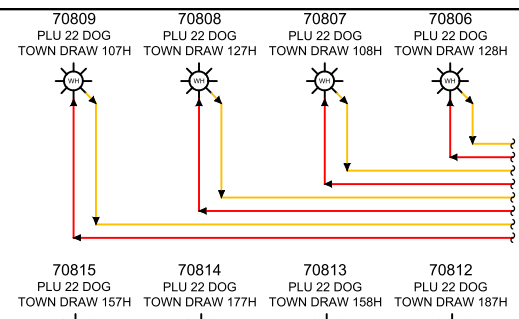 70809 70808 70807 70806
PLU 22 DOG PLU 22 DOG PLU 22 DOG PLU 22 DOG
TOWN DRAW 107H TOWN DRAW 127H TOWN DRAW 108H TOWN DRAW 128H
WH WH WH WH
70815 70814 70813 70812
PLU 22 DOG PLU 22 DOG PLU 22 DOG PLU 22 DOG
TOWN DRAW 157H TOWN DRAW 177H TOWN DRAW 158H TOWN DRAW 187H